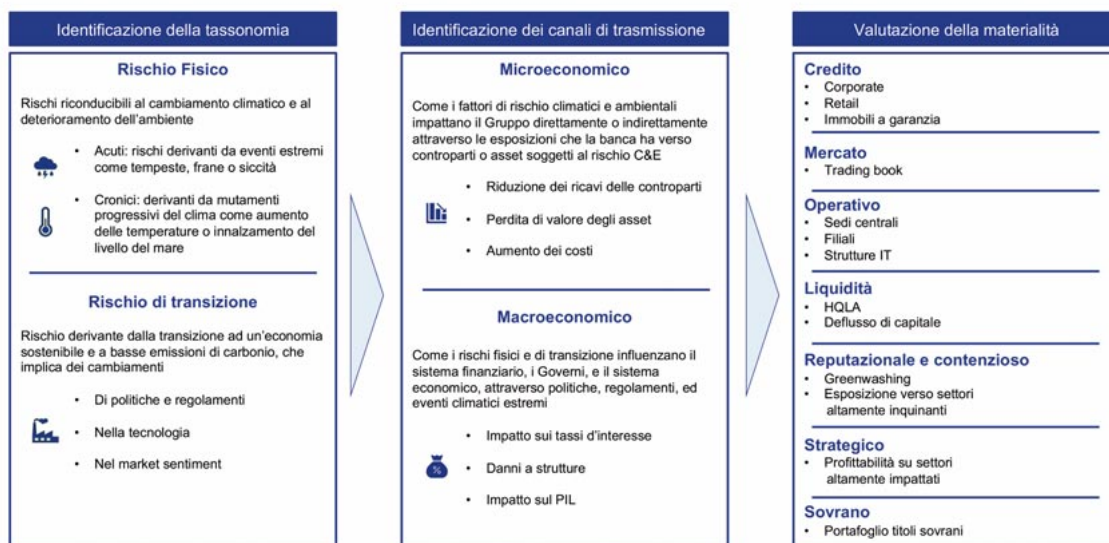 Identificazione della tassonomia
Rischio Fisico
Rischi riconducibili al cambiamento climatico e al
deterioramento dell'ambiente
• Acuti: rischi derivanti da eventi estremi
come tempeste, frane o siccità
• Cronici: derivanti da mutamenti
progressivi del clima come aumento
delle temperature o innalzamento del
livello del mare
Rischio di transizione
Rischio derivante dalla transizione ad un'economia
sostenibile e a basse emissioni di carbonio, che
implica dei cambiamenti
• Di politiche e regolamenti
• Nella tecnologia
• Nel market sentiment
Identificazione dei canali di trasmissione
Microeconomico
Come i fattori di rischio climatici e ambientali
impattano il Gruppo direttamente o indirettamente
attraverso le esposizioni che la banca ha verso
controparti o asset soggetti al rischio C&E
• Riduzione dei ricavi delle controparti
• Perdita di valore degli asset
• Aumento dei costi
Macroeconomico
Come i rischi fisici e di transizione influenzano il
sistema finanziario, i Governi, e il sistema
economico, attraverso politiche, regolamenti, ed
eventi climatici estremi
• Impatto sui tassi d'interesse
%
• Danni a strutture
• Impatto sul PIL
Valutazione della materialità
Credito
• Corporate
• Retail
• Immobili a garanzia
Mercato
• Trading book
Operativo
• Sedi centrali
• Filiali
• Strutture IT
Liquidità
• HQLA
• Deflusso di capitale
Reputazionale e contenzioso
• Greenwashing
• Esposizione verso settori
altamente inquinanti
Strategico
• Profittabilità su settori
altamente impattati
Sovrano
• Portafoglio titoli sovrani